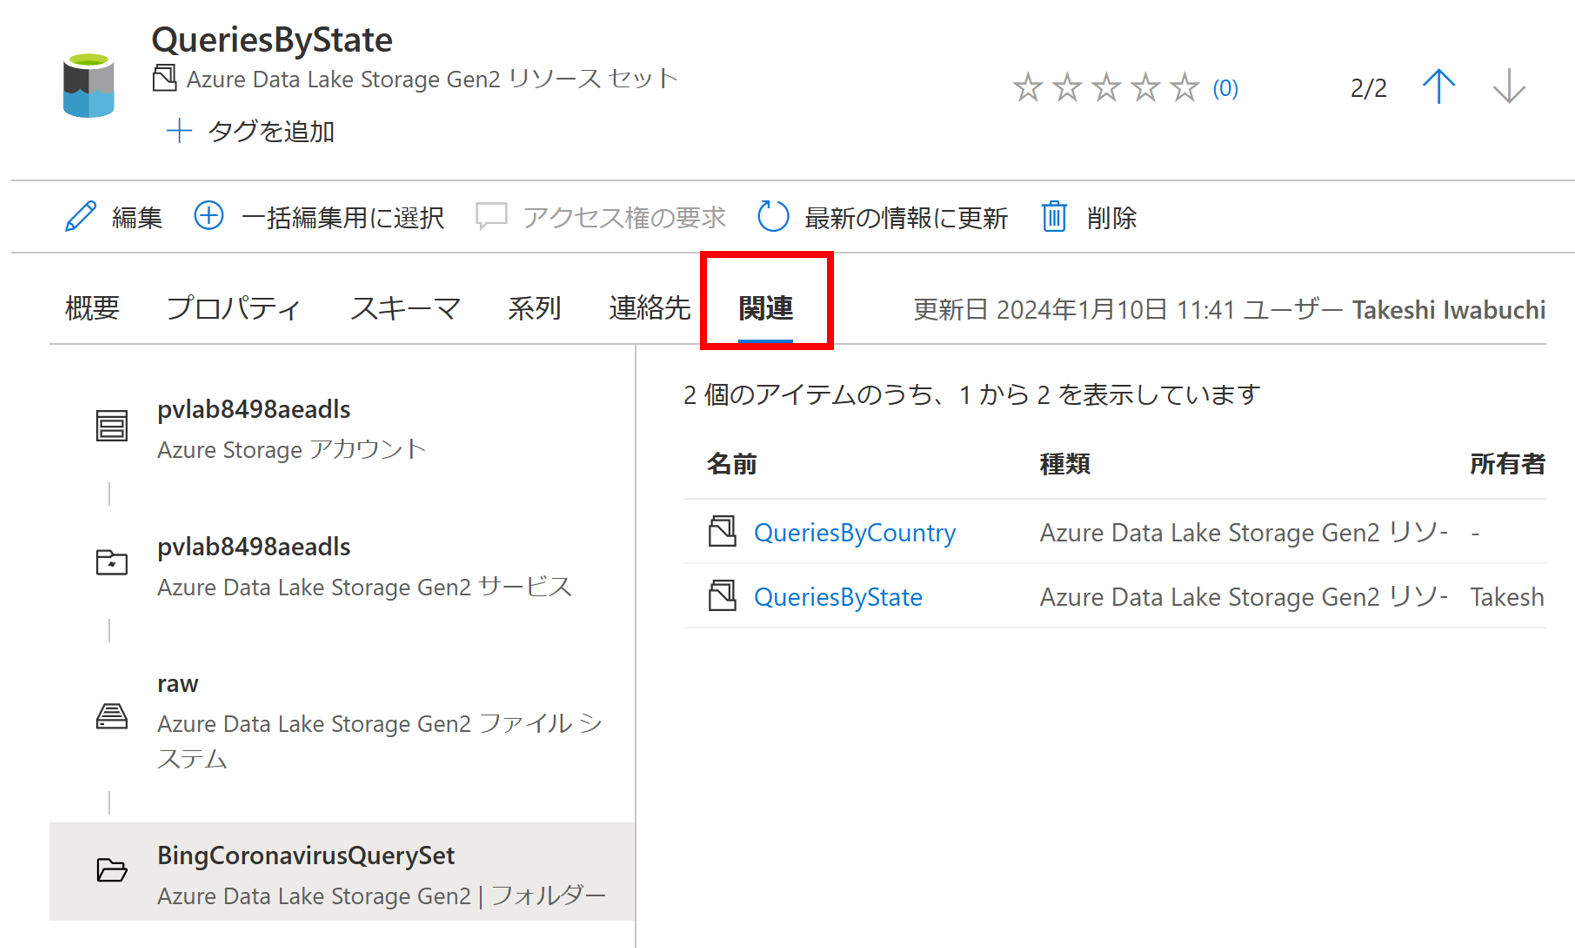 QueriesByState
Azure Data Lake Storage Gen2 リソース セット
タグを追加
(0)
2/2
編集
一括編集用に選択
アクセス権の要求
最新の情報に更新
削除
概要
プロパティ
スキーマ
系列
連絡先
関連
更新日 2024年1月10日 11:41 ユーザー Takeshi Iwabuchi
pvlab8498aeadls
Azure Storage アカウント
pvlab8498aeadls
Azure Data Lake Storage Gen2 サービス
raw
Azure Data Lake Storage Gen2 ファイル シ
ステム
BingCoronavirusQuerySet
Azure Data Lake Storage Gen2 | フォルダー
2 個のアイテムのうち、1 から 2 を表示しています
名前 種類 所有者
QueriesByCountry Azure Data Lake Storage Gen2 リソ- -
QueriesByState Azure Data Lake Storage Gen2 リソ- Takesh